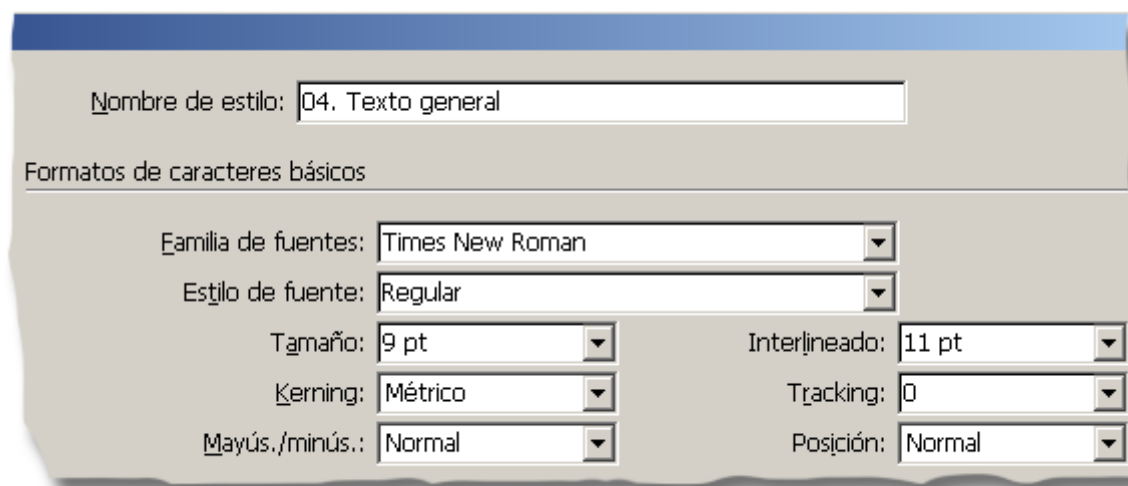 Nombre de estilo: 04. Texto general
Formatos de caracteres básicos
Familia de fuentes: Times New Roman
Estilo de fuente: Regular
Tamaño: 9 pt Interlineado: 11 pt
Kerning: Métrico Tracking: 0
Mayús./minús.: Normal Posición: Normal